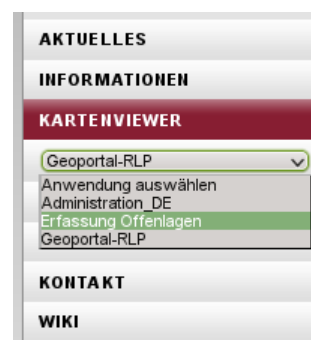 AKTUELLES
INFORMATIONEN
KARTENVIEWER
Geoportal-RLP
Anwendung auswählen
Administration_DE
Erfassung Offenlagen
Geoportal-RLP
KONTAKT
WIKI